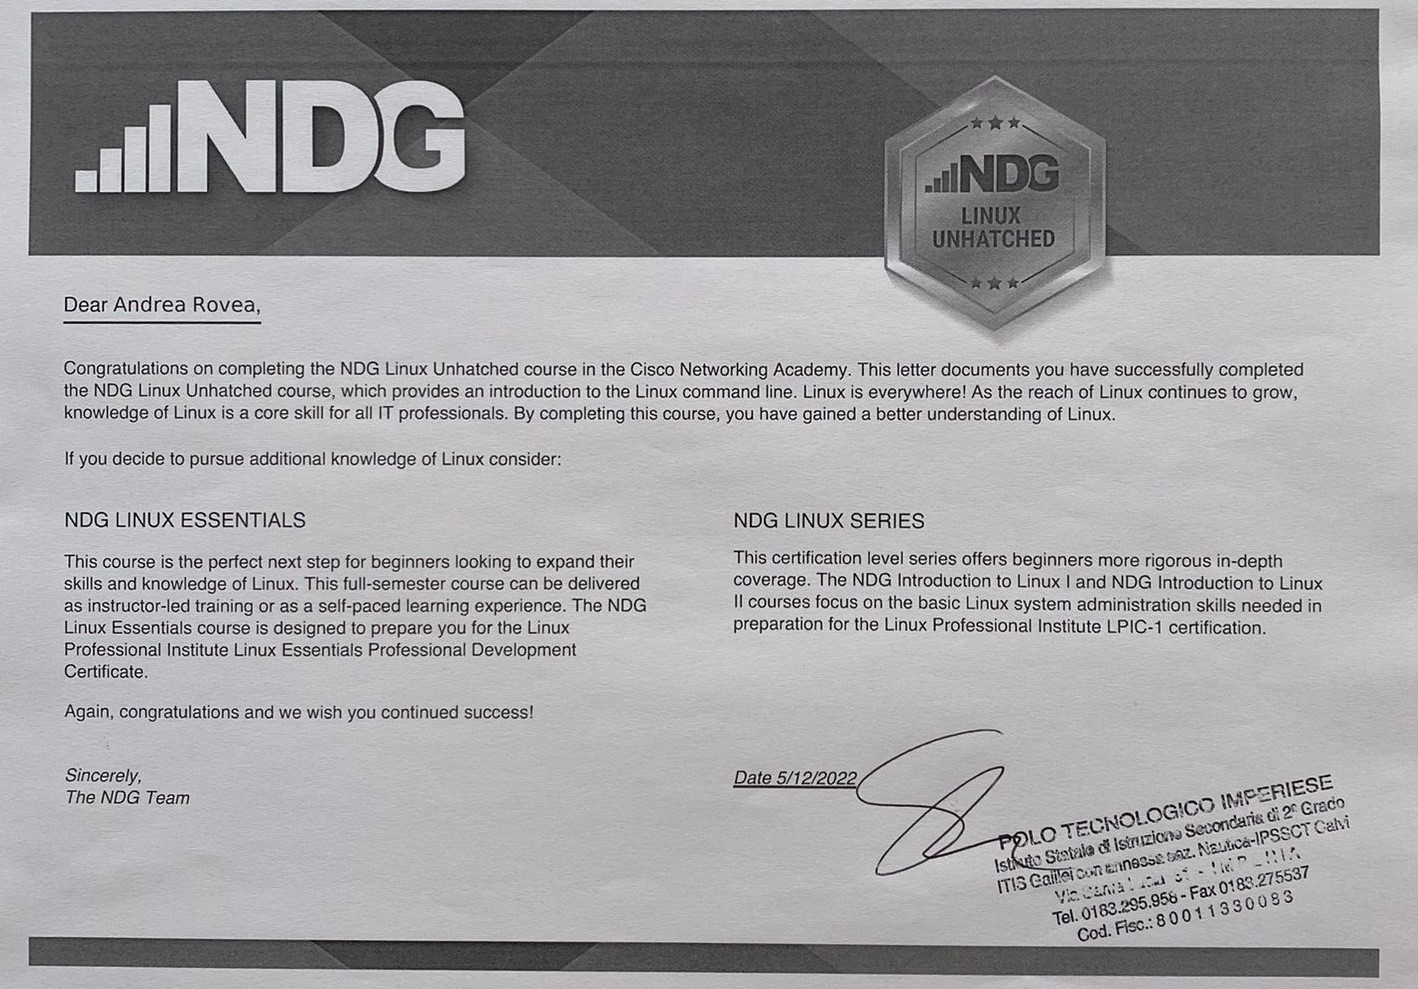 NDG
NDG
LINUX
UNHATCHED
Dear Andrea Rovea,
Congratulations on completing the NDG Linux Unhatched course in the Cisco Networking Academy. This letter documents you have successfully completed
the NDG Linux Unhatched course, which provides an introduction to the Linux command line. Linux is everywhere! As the reach of Linux continues to grow,
knowledge of Linux is a core skill for all IT professionals. By completing this course, you have gained a better understanding of Linux.
If you decide to pursue additional knowledge of Linux consider:
NDG LINUX ESSENTIALS
This course is the perfect next step for beginners looking to expand their
skills and knowledge of Linux. This full-semester course can be delivered
as instructor-led training or as a self-paced learning experience. The NDG
Linux Essentials course is designed to prepare you for the Linux
Professional Institute Linux Essentials Professional Development
Certificate.
Again, congratulations and we wish you continued success!
Sincerely,
The NDG Team
NDG LINUX SERIES
This certification level series offers beginners more rigorous in-depth
coverage. The NDG Introduction to Linux I and NDG Introduction to Linux
II courses focus on the basic Linux system administration skills needed in
preparation for the Linux Professional Institute LPIC-1 certification.
Date 5/12/2022
POLO TECNOLOGICO IMPERIESE
Istituto Statale di Istruzione Secondaria di 2° Grado
ITIS Galilei con annessa sez. Nautica-IPSSCT Calvi
Via
Tel. 0183.295.958 - Fax 0183.275537
Cod. Fisc.: 80011330083